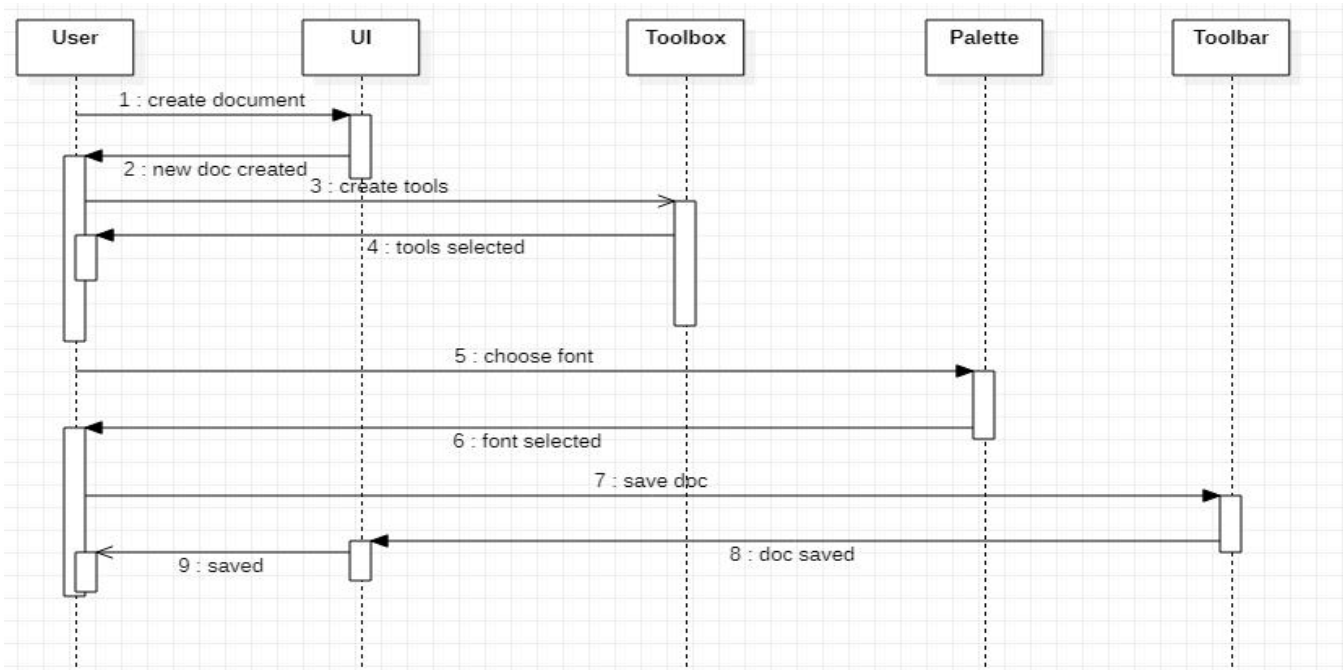 User
UI
Toolbox
Palette
Toolbar
1 : create document
2 : new doc created
3 : create tools
4 : tools selected
5 : choose font
6 : font selected
7 : save doc
8 : doc saved
9 : saved